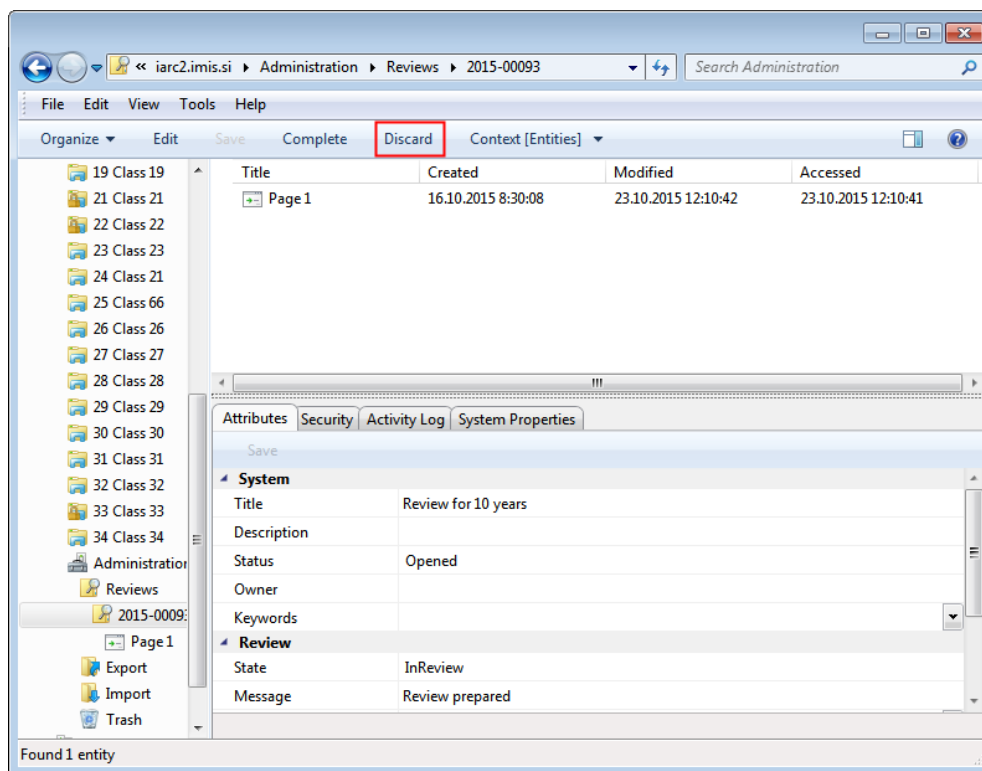 « iarc2.imis.si Administration Reviews 2015-00093 Search Administration
File Edit View Tools Help
Organize Edit Save Complete Discard Context [Entities]
19 Class 19
21 Class 21
22 Class 22
23 Class 23
24 Class 21
25 Class 66
26 Class 26
27 Class 27
28 Class 28
29 Class 29
30 Class 30
31 Class 31
32 Class 32
33 Class 33
34 Class 34
Administration
Reviews
2015-0009
Page 1
Export
Import
Trash
Title Created Modified Accessed
Page 1 16.10.2015 8:30:08 23.10.2015 12:10:42 23.10.2015 12:10:41
Attributes Security Activity Log System Properties
Save
System
Title Review for 10 years
Description
Status Opened
Owner
Keywords
Review
State InReview
Message Review prepared
Found 1 entity